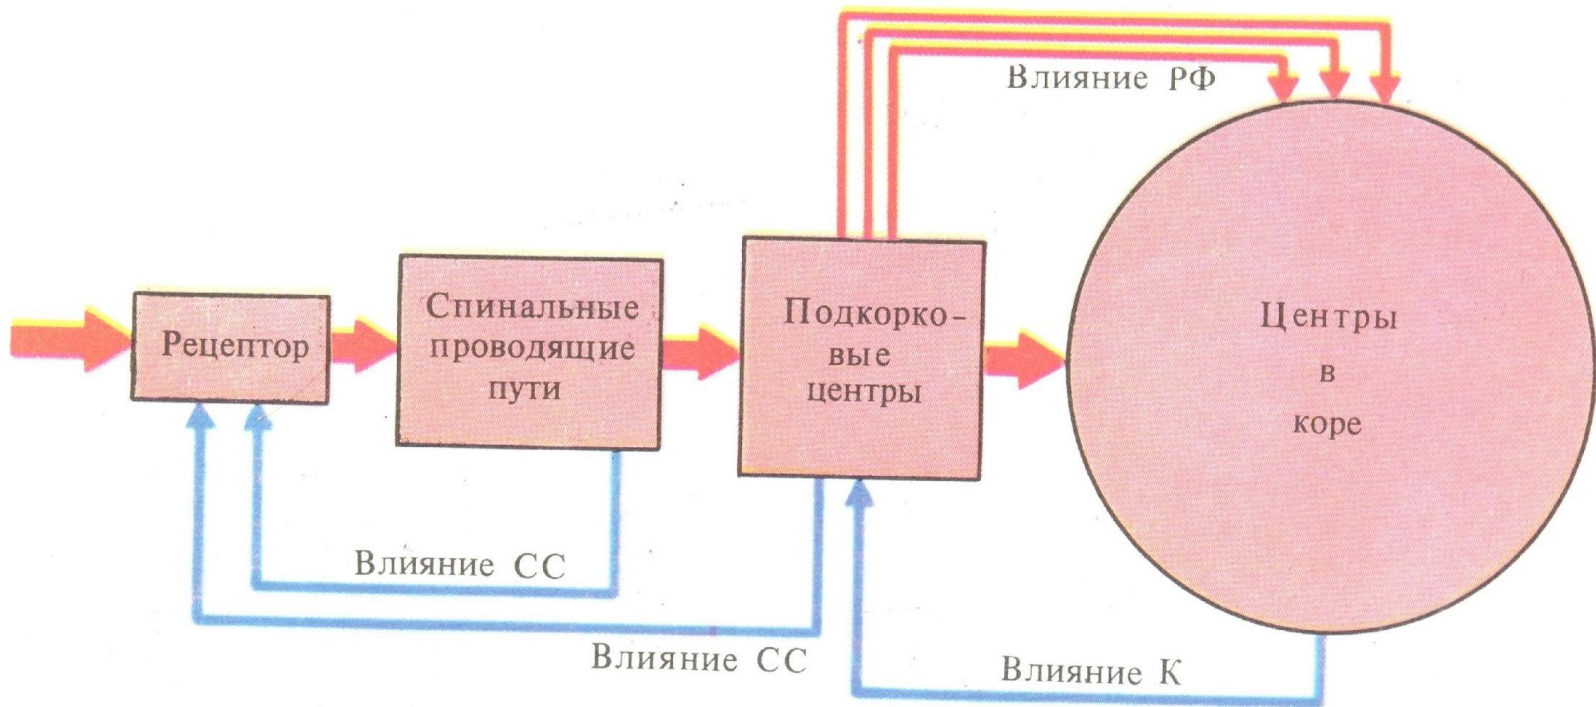 Влияние РФ
Рецептор
Спинальные
проводящие
пути
Подкорко-
вые
центры
Центры
в
коре
Влияние СС
Влияние СС
Влияние К